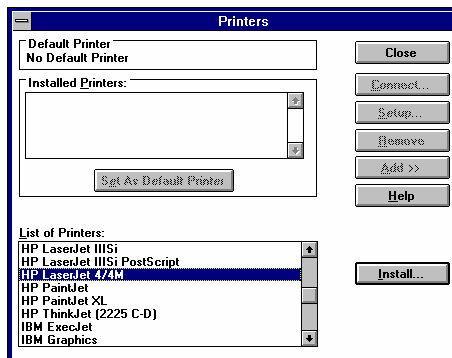 Printers
Default Printer
No Default Printer
Installed Printers:
Set As Default Printer
List of Printers:
HP LaserJet IIISi
HP LaserJet IIISi PostScript
HP LaserJet 4/4M
HP PaintJet
HP PaintJet XL
HP ThinkJet (2225 C-D)
IBM ExecJet
IBM Graphics
Close
Connect...
Setup...
Remove
Add >>
Help
Install...